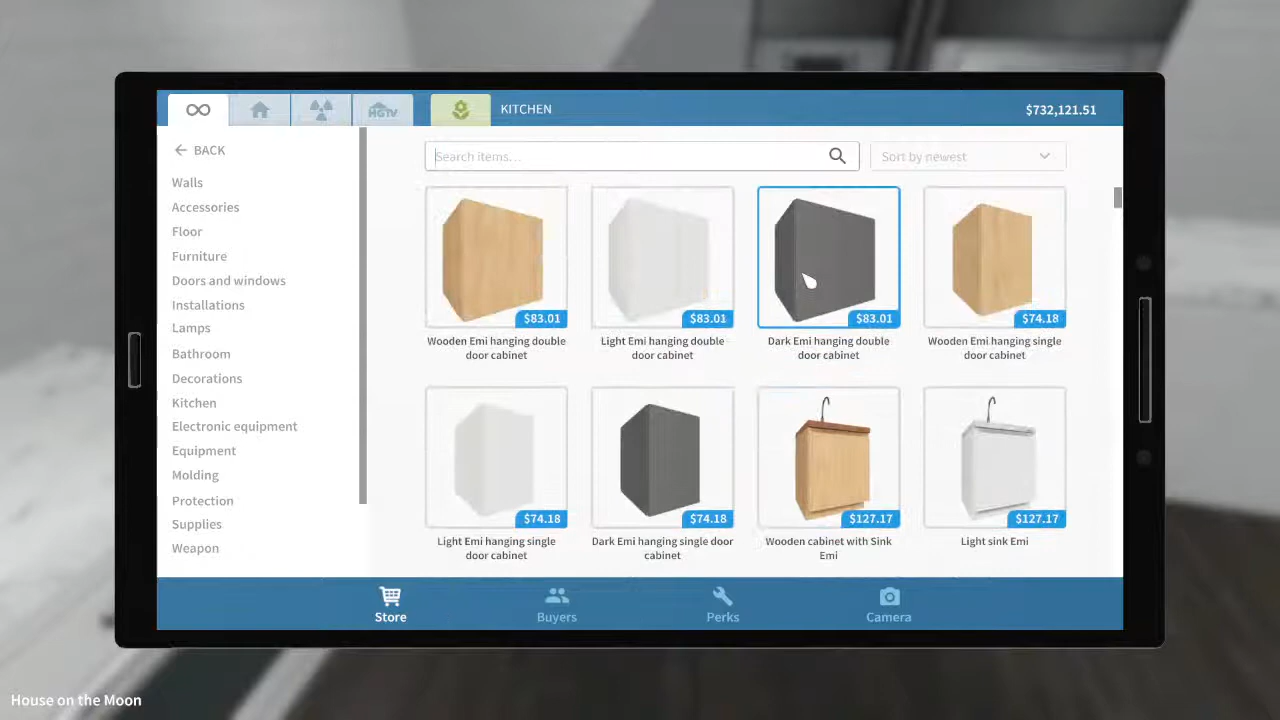 HGTV
KITCHEN
$732,121.51
BACK
Search items...
Sort by newest
Walls
Accessories
Floor
Furniture
Doors and windows
Installations
Lamps
Bathroom
Decorations
Kitchen
Electronic equipment
Equipment
Molding
Protection
Supplies
Weapon
$83.01
$83.01
$83.01
$74.18
Wooden Emi hanging double
door cabinet
Light Emi hanging double
door cabinet
Dark Emi hanging double
door cabinet
Wooden Emi hanging single
door cabinet
$74.18
$74.18
$127.17
$127.17
Light Emi hanging single
door cabinet
Dark Emi hanging single door
cabinet
Wooden cabinet with Sink
Emi
Light sink Emi
Store
Buyers
Perks
Camera
House on the Moon